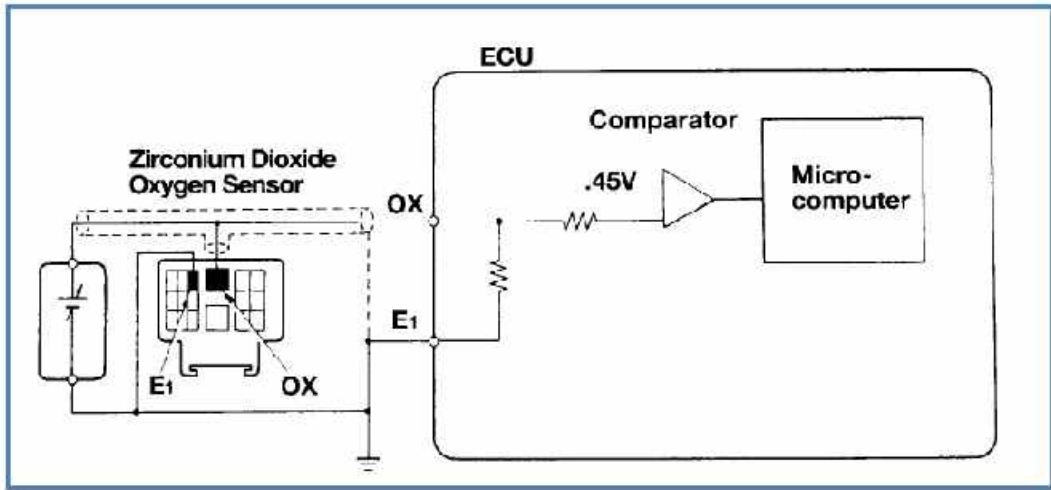 ECU
Comparator
Zirconium Dioxide
Oxygen Sensor
.45V
Micro-
computer
OX
E1
E1
OX